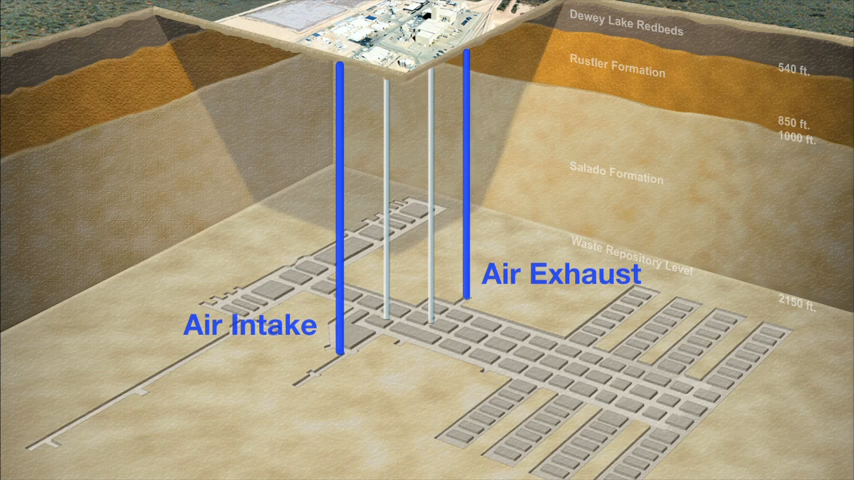 Dewey Lake Redbeds
540 ft.
Rustler Formation
850 ft.
1000 ft.
Salado Formation
Waste Repository Level
Air Exhaust
2150 ft.
Air Intake